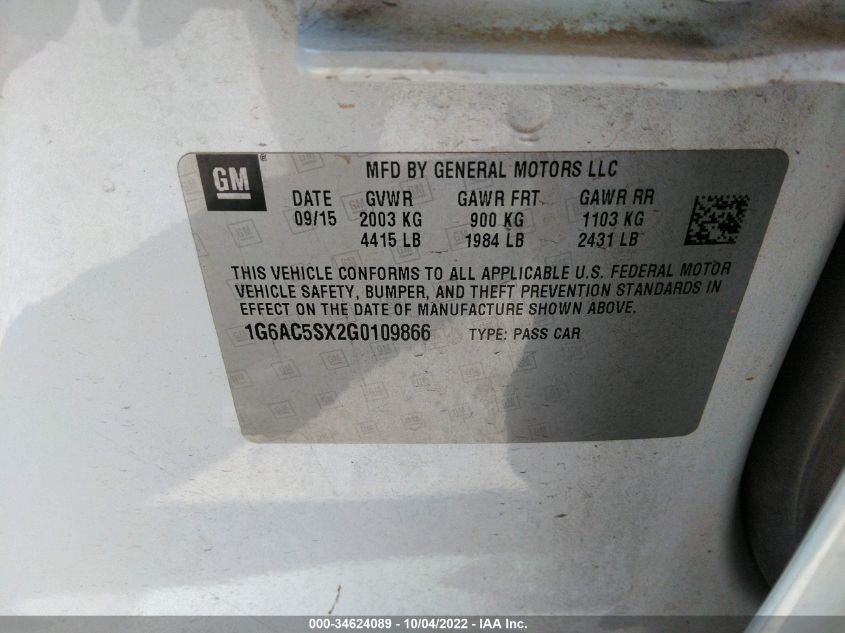 GM ®
MFD BY GENERAL MOTORS LLC
DATE GVWR GAWR FRT GAWR RR
09/15 2003 KG 900 KG 1103 KG
4415 LB 1984 LB 2431 LB
THIS VEHICLE CONFORMS TO ALL APPLICABLE U.S. FEDERAL MOTOR
VEHICLE SAFETY, BUMPER, AND THEFT PREVENTION STANDARDS IN
EFFECT ON THE DATE OF MANUFACTURE SHOWN ABOVE.
1G6AC5SX2G0109866 TYPE: PASS CAR
000-34624089 - 10/04/2022 - IAA Inc.